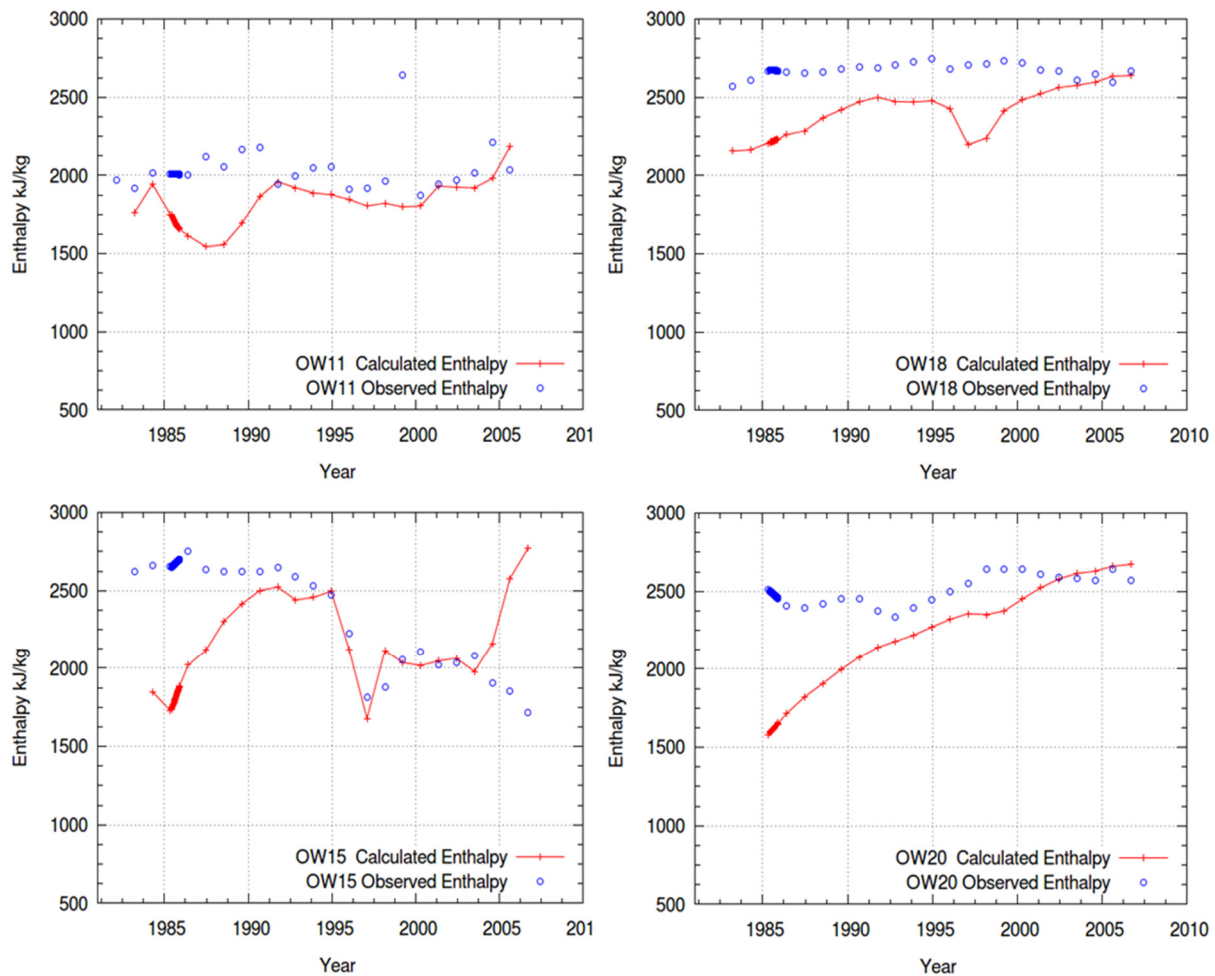 3000
2500
2000
1500
1000
500
Enthalpy kJ/kg
OW11 Calculated Enthalpy
OW11 Observed Enthalpy
1985 1990 1995 2000 2005 201
Year
3000
2500
2000
1500
1000
500
Enthalpy kJ/kg
OW18 Calculated Enthalpy
OW18 Observed Enthalpy
1985 1990 1995 2000 2005 2010
Year
3000
2500
2000
1500
1000
500
Enthalpy kJ/kg
OW15 Calculated Enthalpy
OW15 Observed Enthalpy
1985 1990 1995 2000 2005 201
Year
3000
2500
2000
1500
1000
500
Enthalpy kJ/kg
OW20 Calculated Enthalpy
OW20 Observed Enthalpy
1985 1990 1995 2000 2005 2010
Year